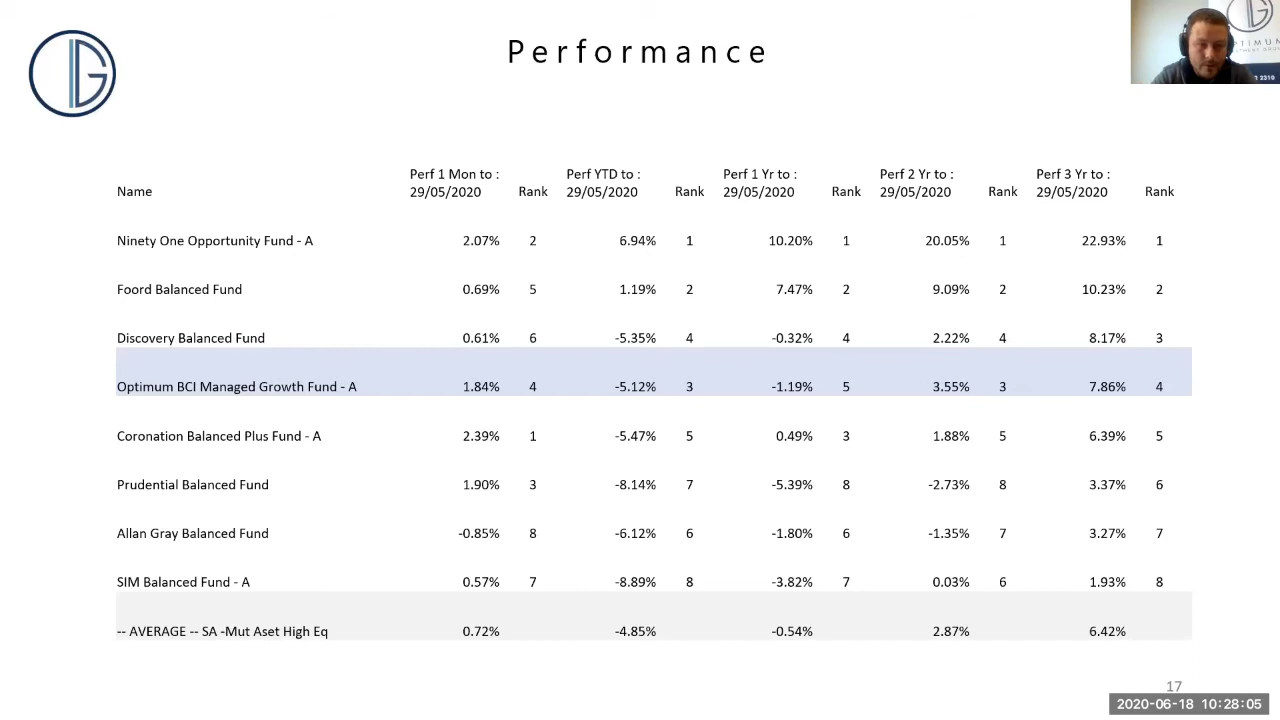 Performance
Perf 1 Mon to : Perf YTD to : Perf 1 Yr to : Perf 2 Yr to : Perf 3 Yr to :
Name 29/05/2020 Rank 29/05/2020 Rank 29/05/2020 Rank 29/05/2020 Rank 29/05/2020 Rank
Ninety One Opportunity Fund - A 2.07% 2 6.94% 1 10.20% 1 20.05% 1 22.93% 1
Foord Balanced Fund 0.69% 5 1.19% 2 7.47% 2 9.09% 2 10.23% 2
Discovery Balanced Fund 0.61% 6 -5.35% 4 -0.32% 4 2.22% 4 8.17% 3
Optimum BCI Managed Growth Fund - A 1.84% 4 -5.12% 3 -1.19% 5 3.55% 3 7.86% 4
Coronation Balanced Plus Fund - A 2.39% 1 -5.47% 5 0.49% 3 1.88% 5 6.39% 5
Prudential Balanced Fund 1.90% 3 -8.14% 7 -5.39% 8 -2.73% 8 3.37% 6
Allan Gray Balanced Fund -0.85% 8 -6.12% 6 -1.80% 6 -1.35% 7 3.27% 7
SIM Balanced Fund - A 0.57% 7 -8.89% 8 -3.82% 7 0.03% 6 1.93% 8
-- AVERAGE -- SA -Mut Aset High Eq 0.72% -4.85% -0.54% 2.87% 6.42%
17
2020-06-18 10:28:05